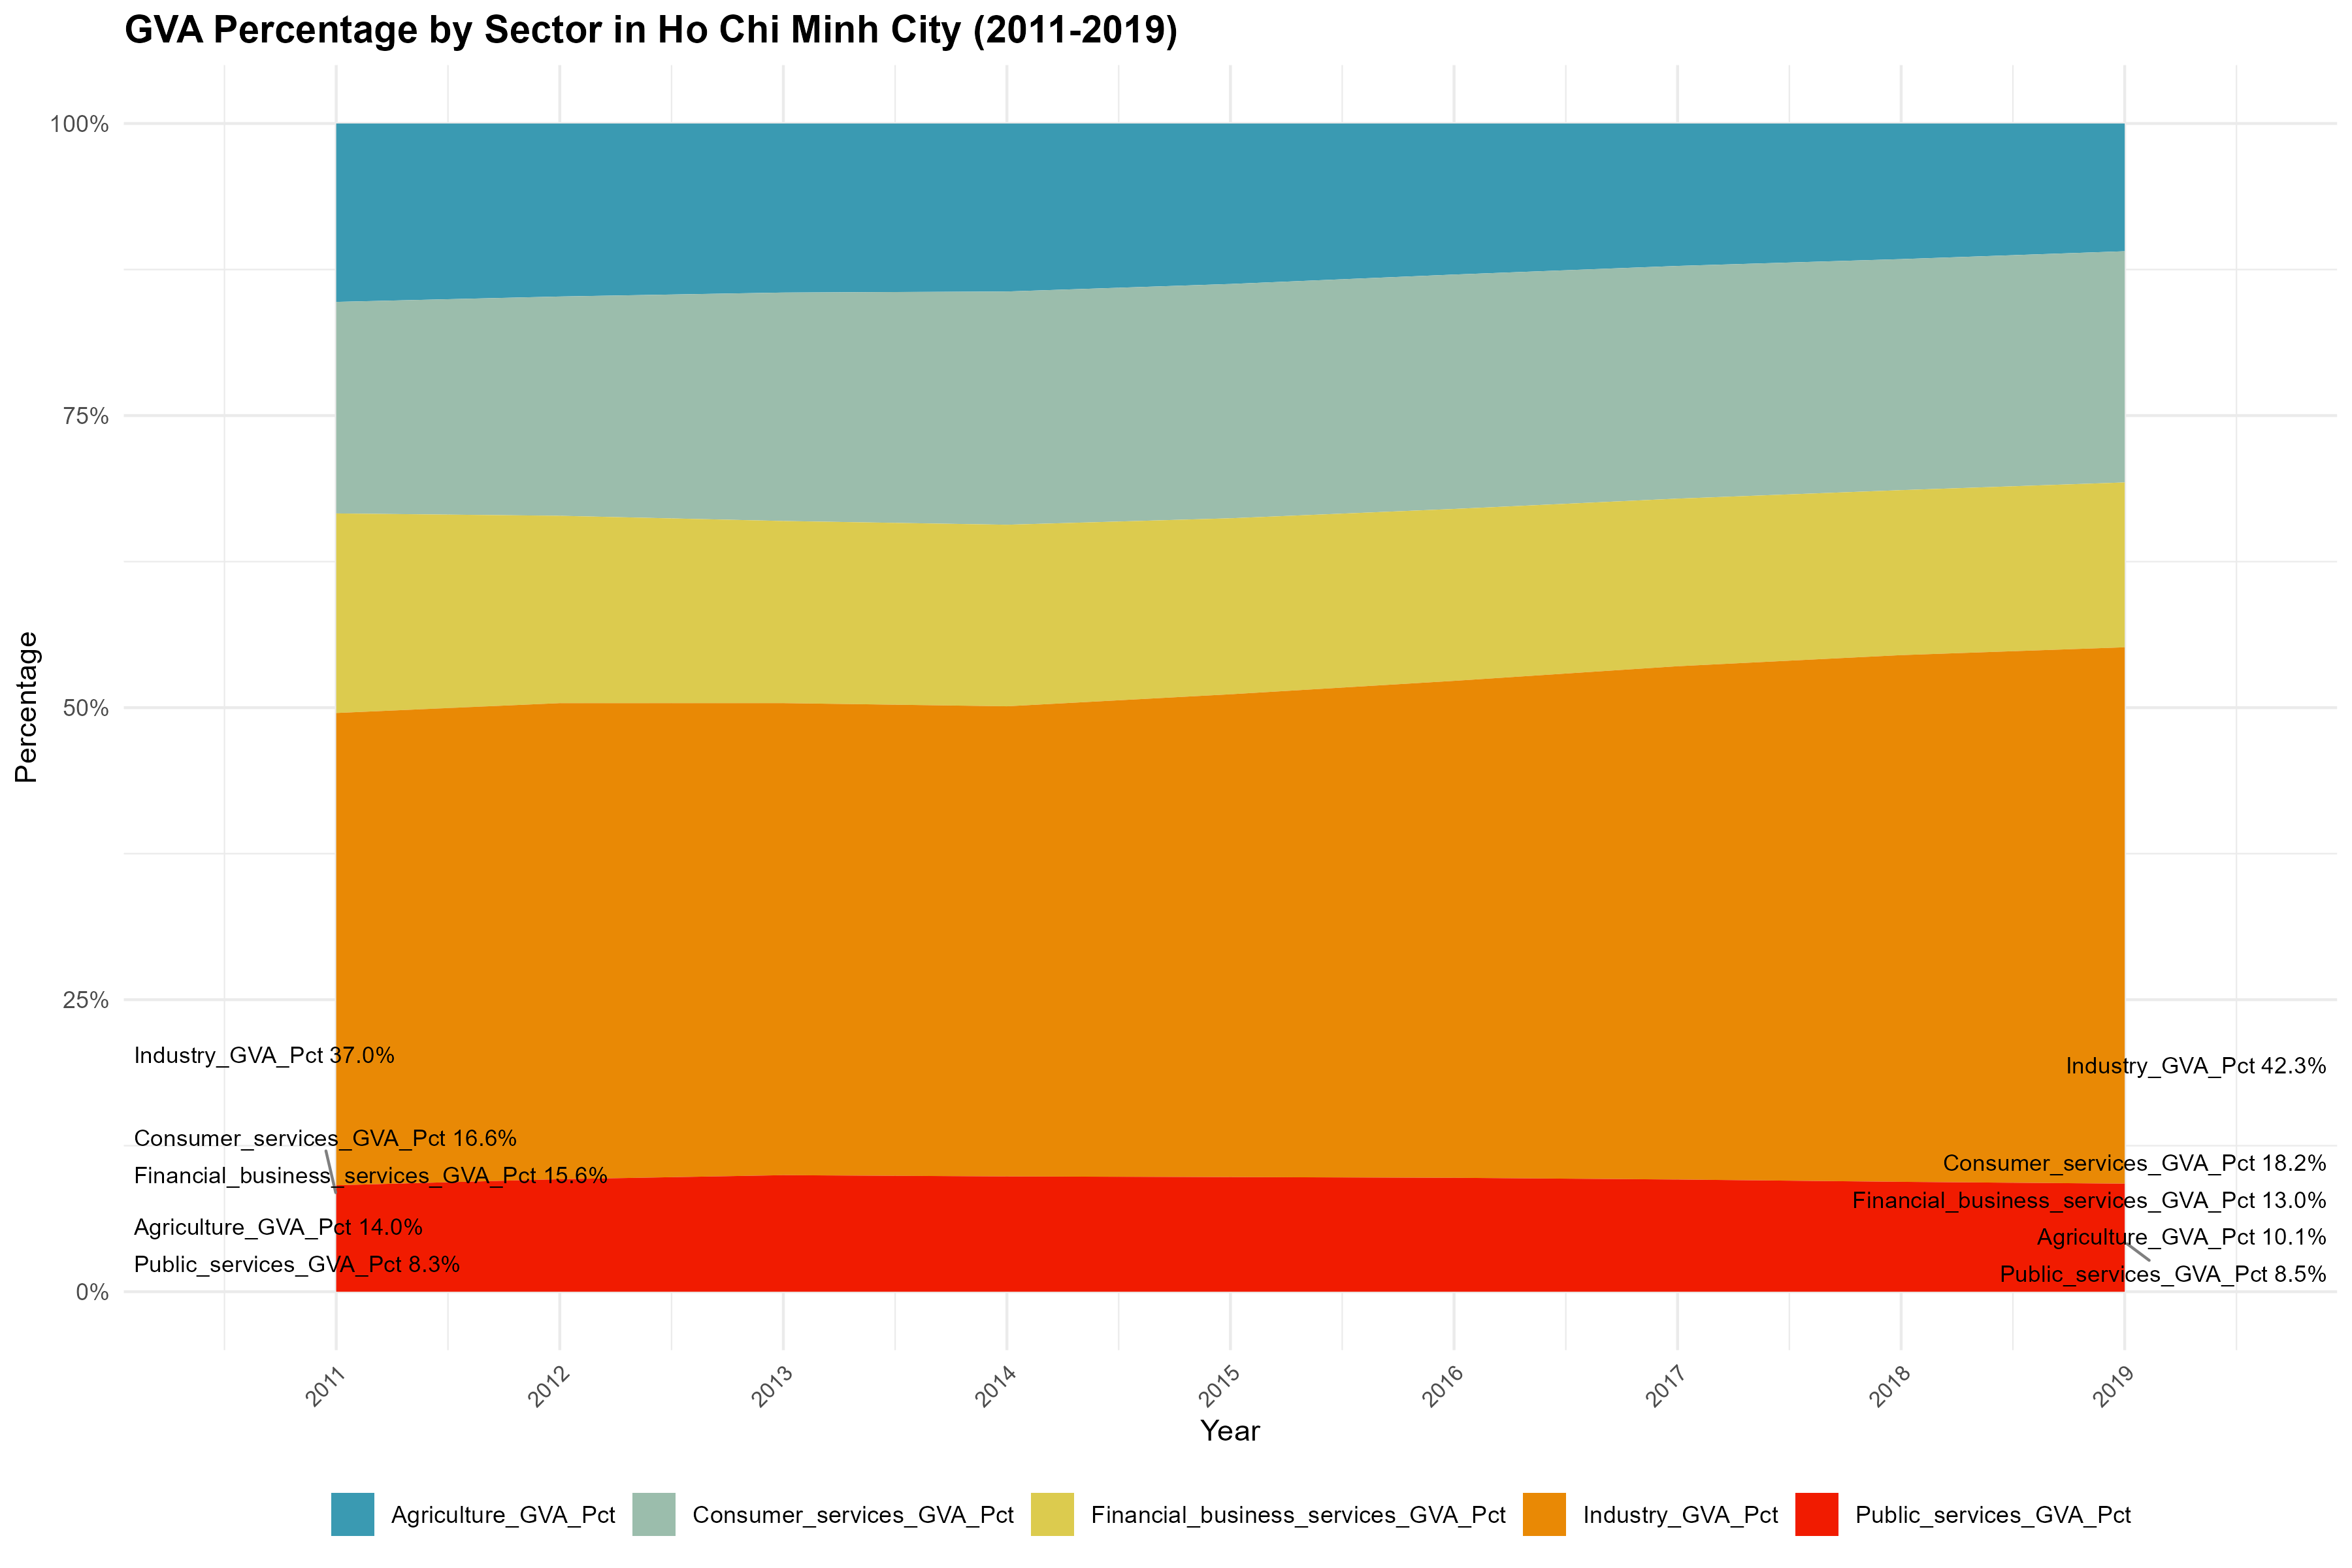 GVA Percentage by Sector in Ho Chi Minh City (2011-2019)
100%
75%
50%
25%
0%
Percentage
Industry_GVA_Pct 37.0%
Consumer_services_GVA_Pct 16.6%
Financial_business_services_GVA_Pct 15.6%
Agriculture_GVA_Pct 14.0%
Public_services_GVA_Pct 8.3%
Industry_GVA_Pct 42.3%
Consumer_services_GVA_Pct 18.2%
Financial_business_services_GVA_Pct 13.0%
Agriculture_GVA_Pct 10.1%
Public_services_GVA_Pct 8.5%
2011 2012 2013 2014 2015 2016 2017 2018 2019
Year
Agriculture_GVA_Pct Consumer_services_GVA_Pct Financial_business_services_GVA_Pct Industry_GVA_Pct Public_services_GVA_Pct